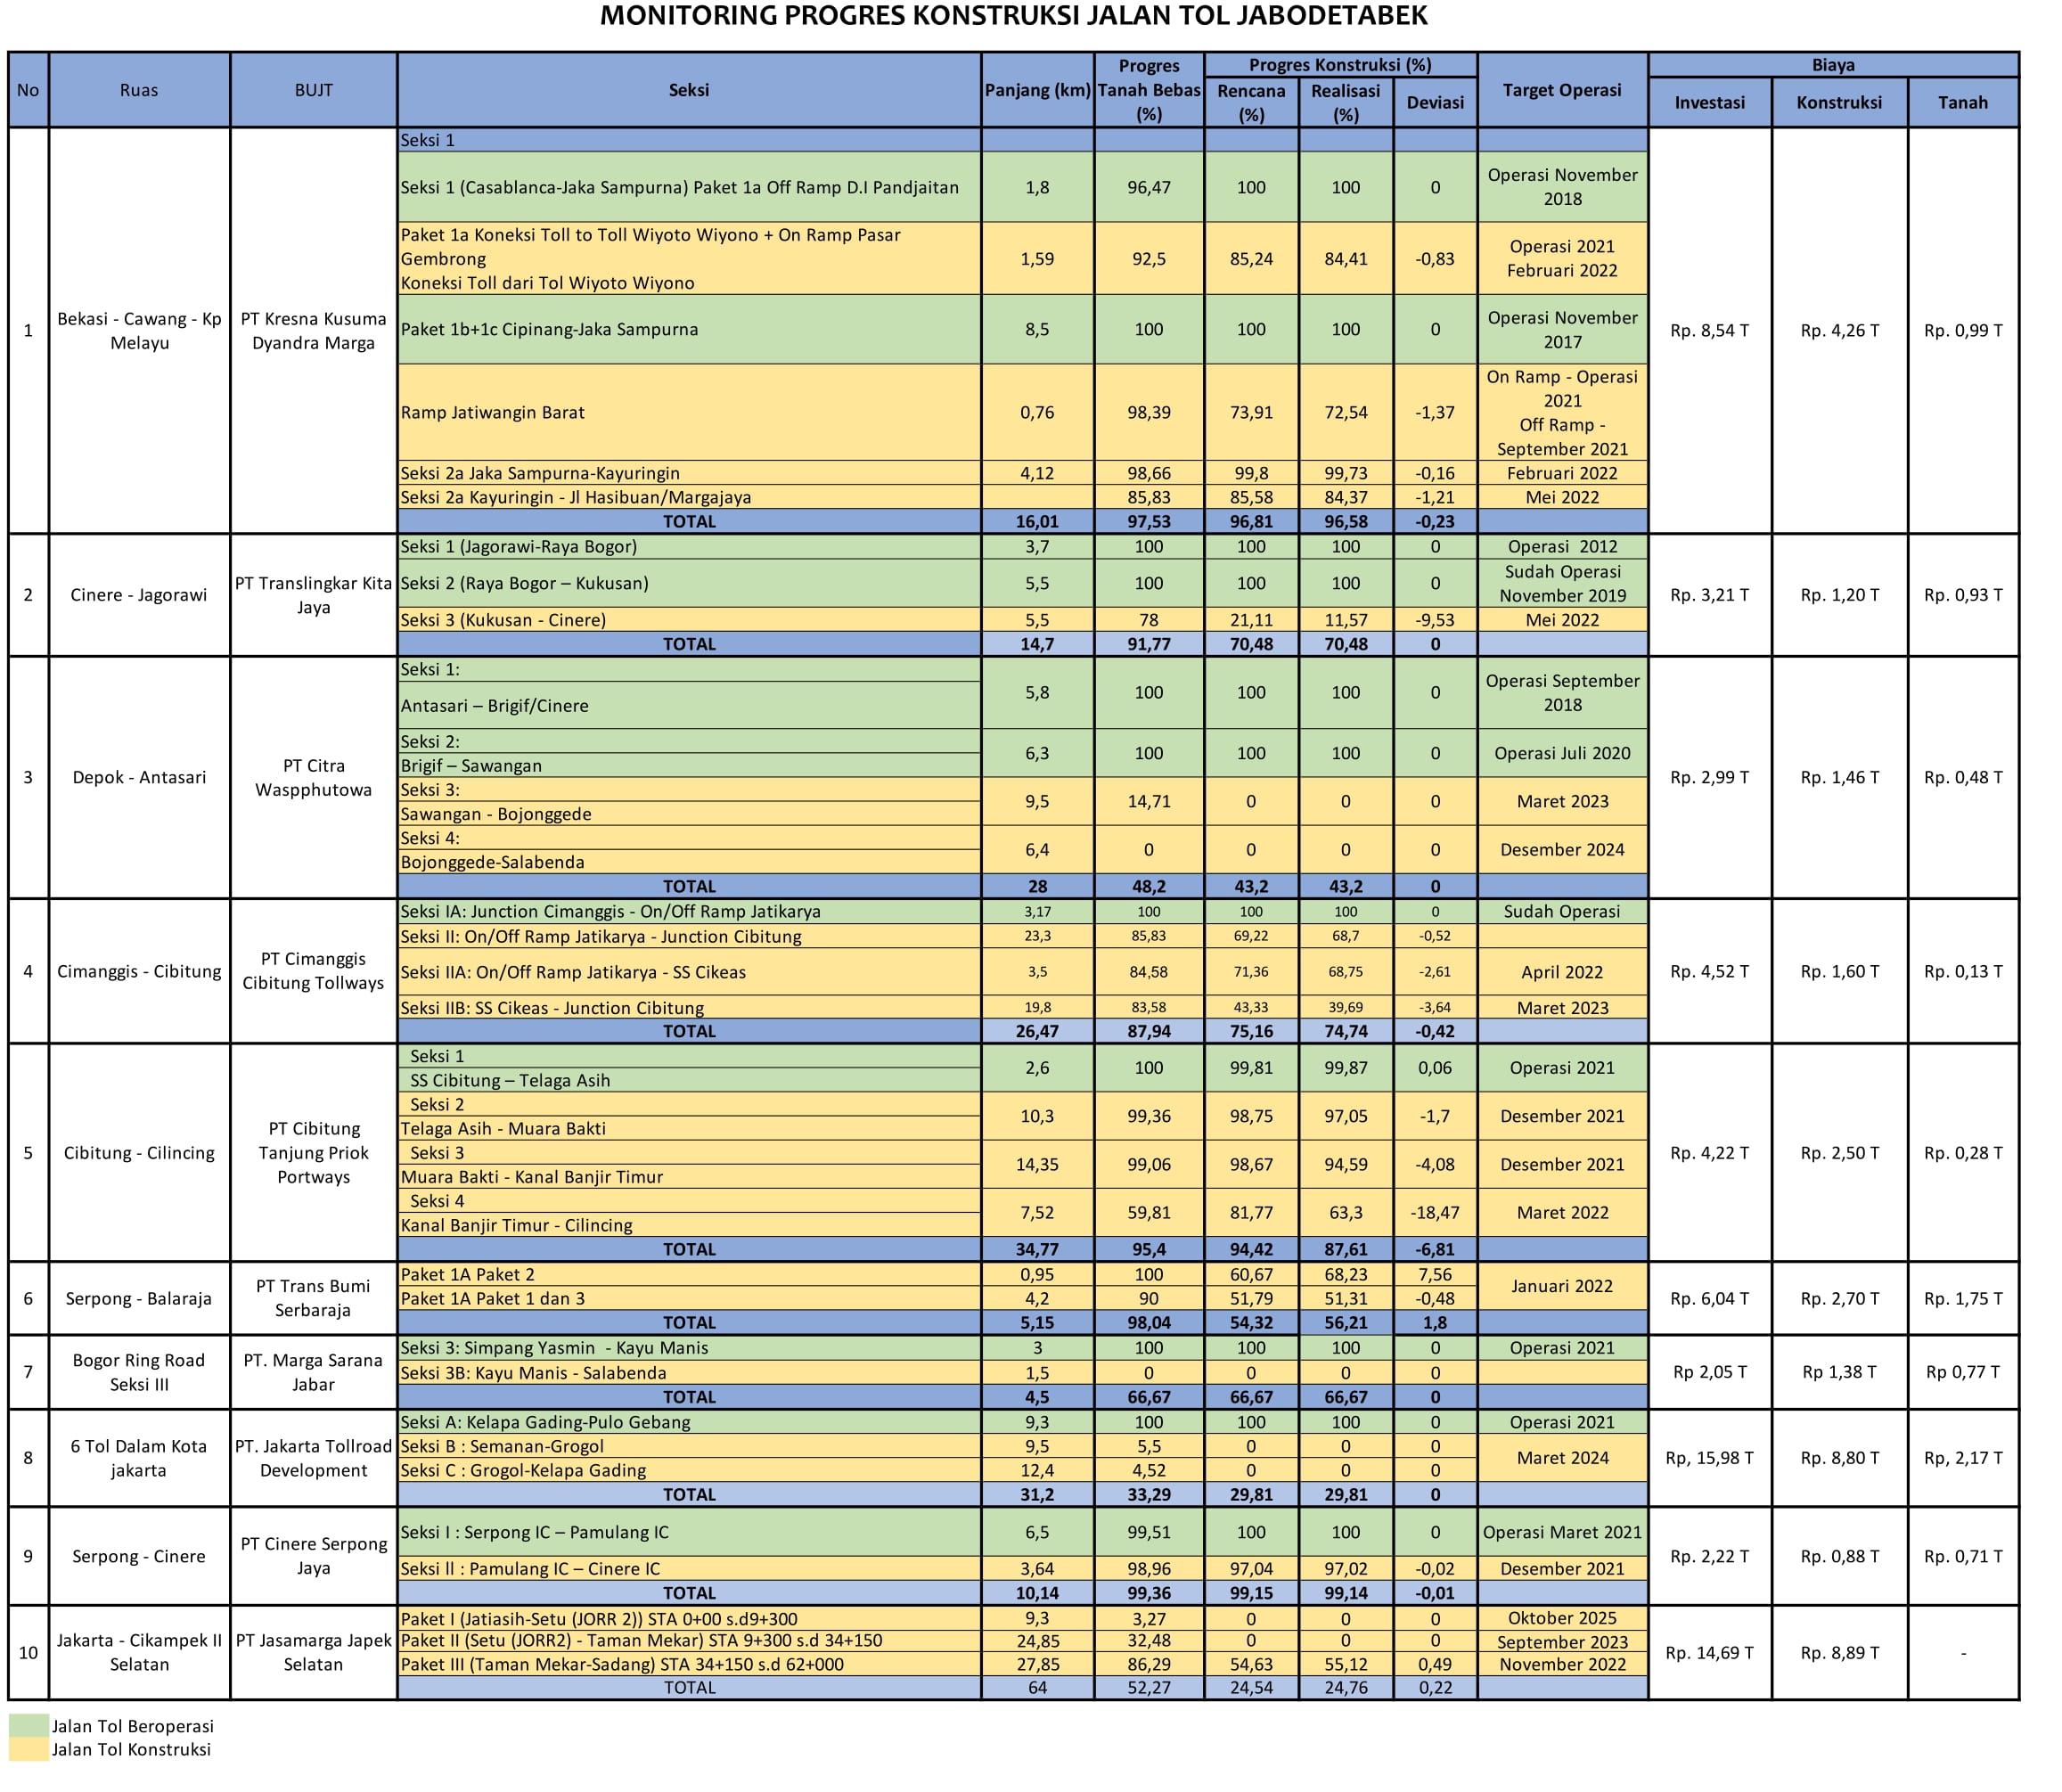 MONITORING PROGRES KONSTRUKSI JALAN TOL JABODETABEK
No Ruas BUJT Seksi Panjang (km) Progres Tanah Bebas (%) Progres Konstruksi (%) Target Operasi Biaya
Rencana (%) Realisasi (%) Deviasi Investasi Konstruksi Tanah
1 Bekasi - Cawang - Kp Melayu PT Kresna Kusuma Dyandra Marga Rp. 8,54 T Rp. 4,26 T Rp. 0,99 T
Seksi 1
Seksi 1 (Casablanca-Jaka Sampurna) Paket 1a Off Ramp D.I Pandjaitan 1,8 96,47 100 100 0 Operasi November 2018
Paket 1a Koneksi Toll to Toll Wiyoto Wiyono + On Ramp Pasar
Gembrong
Koneksi Toll dari Tol Wiyoto Wiyono 1,59 92,5 85,24 84,41 -0,83 Operasi 2021 Februari 2022
Paket 1b+1c Cipinang-Jaka Sampurna 8,5 100 100 100 0 Operasi November 2017
Ramp Jatiwangin Barat 0,76 98,39 73,91 72,54 -1,37 On Ramp - Operasi 2021 Off Ramp - September 2021
Seksi 2a Jaka Sampurna-Kayuringin 4,12 98,66 99,8 99,73 -0,16 Februari 2022
Seksi 2a Kayuringin - Jl Hasibuan/Margajaya 85,83 85,58 84,37 -1,21 Mei 2022
TOTAL 16,01 97,53 96,81 96,58 -0,23
2 Cinere - Jagorawi PT Translingkar Kita Jaya Rp. 3,21 T Rp. 1,20 T Rp. 0,93 T
Seksi 1 (Jagorawi-Raya Bogor) 3,7 100 100 100 0 Operasi 2012
Seksi 2 (Raya Bogor – Kukusan) 5,5 100 100 100 0 Sudah Operasi November 2019
Seksi 3 (Kukusan - Cinere) 5,5 78 21,11 11,57 -9,53 Mei 2022
TOTAL 14,7 91,77 70,48 70,48 0
3 Depok - Antasari PT Citra Waspphutowa Rp. 2,99 T Rp. 1,46 T Rp. 0,48 T
Seksi 1:
Antasari – Brigif/Cinere 5,8 100 100 100 0 Operasi September 2018
Seksi 2:
Brigif – Sawangan 6,3 100 100 100 0 Operasi Juli 2020
Seksi 3:
Sawangan - Bojonggede 9,5 14,71 0 0 0 Maret 2023
Seksi 4:
Bojonggede-Salabenda 6,4 0 0 0 0 Desember 2024
TOTAL 28 48,2 43,2 43,2 0
4 Cimanggis - Cibitung PT Cimanggis Cibitung Tollways Rp. 4,52 T Rp. 1,60 T Rp. 0,13 T
Seksi IA: Junction Cimanggis - On/Off Ramp Jatikarya 3,17 100 100 100 0 Sudah Operasi
Seksi II: On/Off Ramp Jatikarya - Junction Cibitung 23,3 85,83 69,22 68,7 -0,52
Seksi IIA: On/Off Ramp Jatikarya - SS Cikeas 3,5 84,58 71,36 68,75 -2,61 April 2022
Seksi IIB: SS Cikeas - Junction Cibitung 19,8 83,58 43,33 39,69 -3,64 Maret 2023
TOTAL 26,47 87,94 75,16 74,74 -0,42
5 Cibitung - Cilincing PT Cibitung Tanjung Priok Portways Rp. 4,22 T Rp. 2,50 T Rp. 0,28 T
Seksi 1
SS Cibitung – Telaga Asih 2,6 100 99,81 99,87 0,06 Operasi 2021
Seksi 2
Telaga Asih - Muara Bakti 10,3 99,36 98,75 97,05 -1,7 Desember 2021
Seksi 3
Muara Bakti - Kanal Banjir Timur 14,35 99,06 98,67 94,59 -4,08 Desember 2021
Seksi 4
Kanal Banjir Timur - Cilincing 7,52 59,81 81,77 63,3 -18,47 Maret 2022
TOTAL 34,77 95,4 94,42 87,61 -6,81
6 Serpong - Balaraja PT Trans Bumi Serbaraja Rp. 6,04 T Rp. 2,70 T Rp. 1,75 T
Paket 1A Paket 2 0,95 100 60,67 68,23 7,56 Januari 2022
Paket 1A Paket 1 dan 3 4,2 90 51,79 51,31 -0,48
TOTAL 5,15 98,04 54,32 56,21 1,8
7 Bogor Ring Road Seksi III PT. Marga Sarana Jabar Rp 2,05 T Rp 1,38 T Rp 0,77 T
Seksi 3: Simpang Yasmin - Kayu Manis 3 100 100 100 0 Operasi 2021
Seksi 3B: Kayu Manis - Salabenda 1,5 0 0 0 0
TOTAL 4,5 66,67 66,67 66,67 0
8 6 Tol Dalam Kota jakarta PT. Jakarta Tollroad Development Rp, 15,98 T Rp. 8,80 T Rp, 2,17 T
Seksi A: Kelapa Gading-Pulo Gebang 9,3 100 100 100 0 Operasi 2021
Seksi B : Semanan-Grogol 9,5 5,5 0 0 0 Maret 2024
Seksi C : Grogol-Kelapa Gading 12,4 4,52 0 0 0
TOTAL 31,2 33,29 29,81 29,81 0
9 Serpong - Cinere PT Cinere Serpong Jaya Rp. 2,22 T Rp. 0,88 T Rp. 0,71 T
Seksi I : Serpong IC – Pamulang IC 6,5 99,51 100 100 0 Operasi Maret 2021
Seksi ll : Pamulang IC – Cinere IC 3,64 98,96 97,04 97,02 -0,02 Desember 2021
TOTAL 10,14 99,36 99,15 99,14 -0,01
10 Jakarta - Cikampek II Selatan PT Jasamarga Japek Selatan Rp. 14,69 T Rp. 8,89 T -
Paket I (Jatiasih-Setu (JORR 2)) STA 0+00 s.d9+300 9,3 3,27 0 0 0 Oktober 2025
Paket II (Setu (JORR2) - Taman Mekar) STA 9+300 s.d 34+150 24,85 32,48 0 0 0 September 2023
Paket III (Taman Mekar-Sadang) STA 34+150 s.d 62+000 27,85 86,29 54,63 55,12 0,49 November 2022
TOTAL 64 52,27 24,54 24,76 0,22
Jalan Tol Beroperasi
Jalan Tol Konstruksi